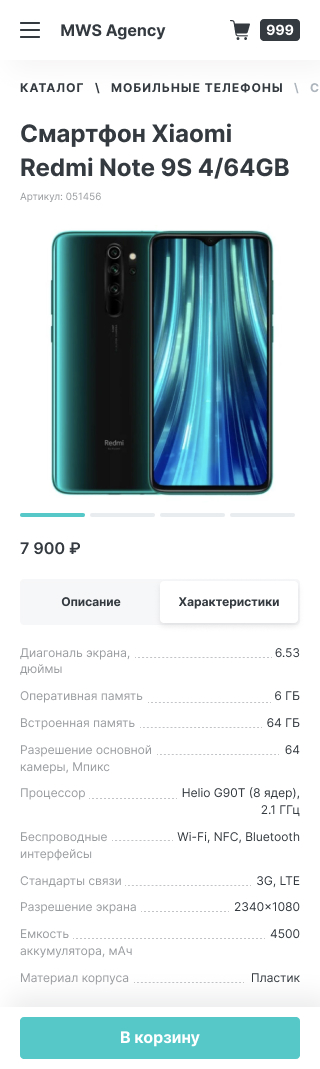 MWS Agency 999
КАТАЛОГ \ МОБИЛЬНЫЕ ТЕЛЕФОНЫ \ С
Смартфон Xiaomi
Redmi Note 9S 4/64GB
Артикул: 051456
Redmi
7 900 ₽
Описание Характеристики
Диагональ экрана, 6.53
дюймы
Оперативная память 6 ГБ
Встроенная память 64 ГБ
Разрешение основной 64
камеры, Мпикс
Процессор Helio G90T (8 ядер),
2.1 ГГц
Беспроводные Wi-Fi, NFC, Bluetooth
интерфейсы
Стандарты связи 3G, LTE
Разрешение экрана 2340×1080
Емкость 4500
аккумулятора, мАч
Материал корпуса Пластик
В корзину